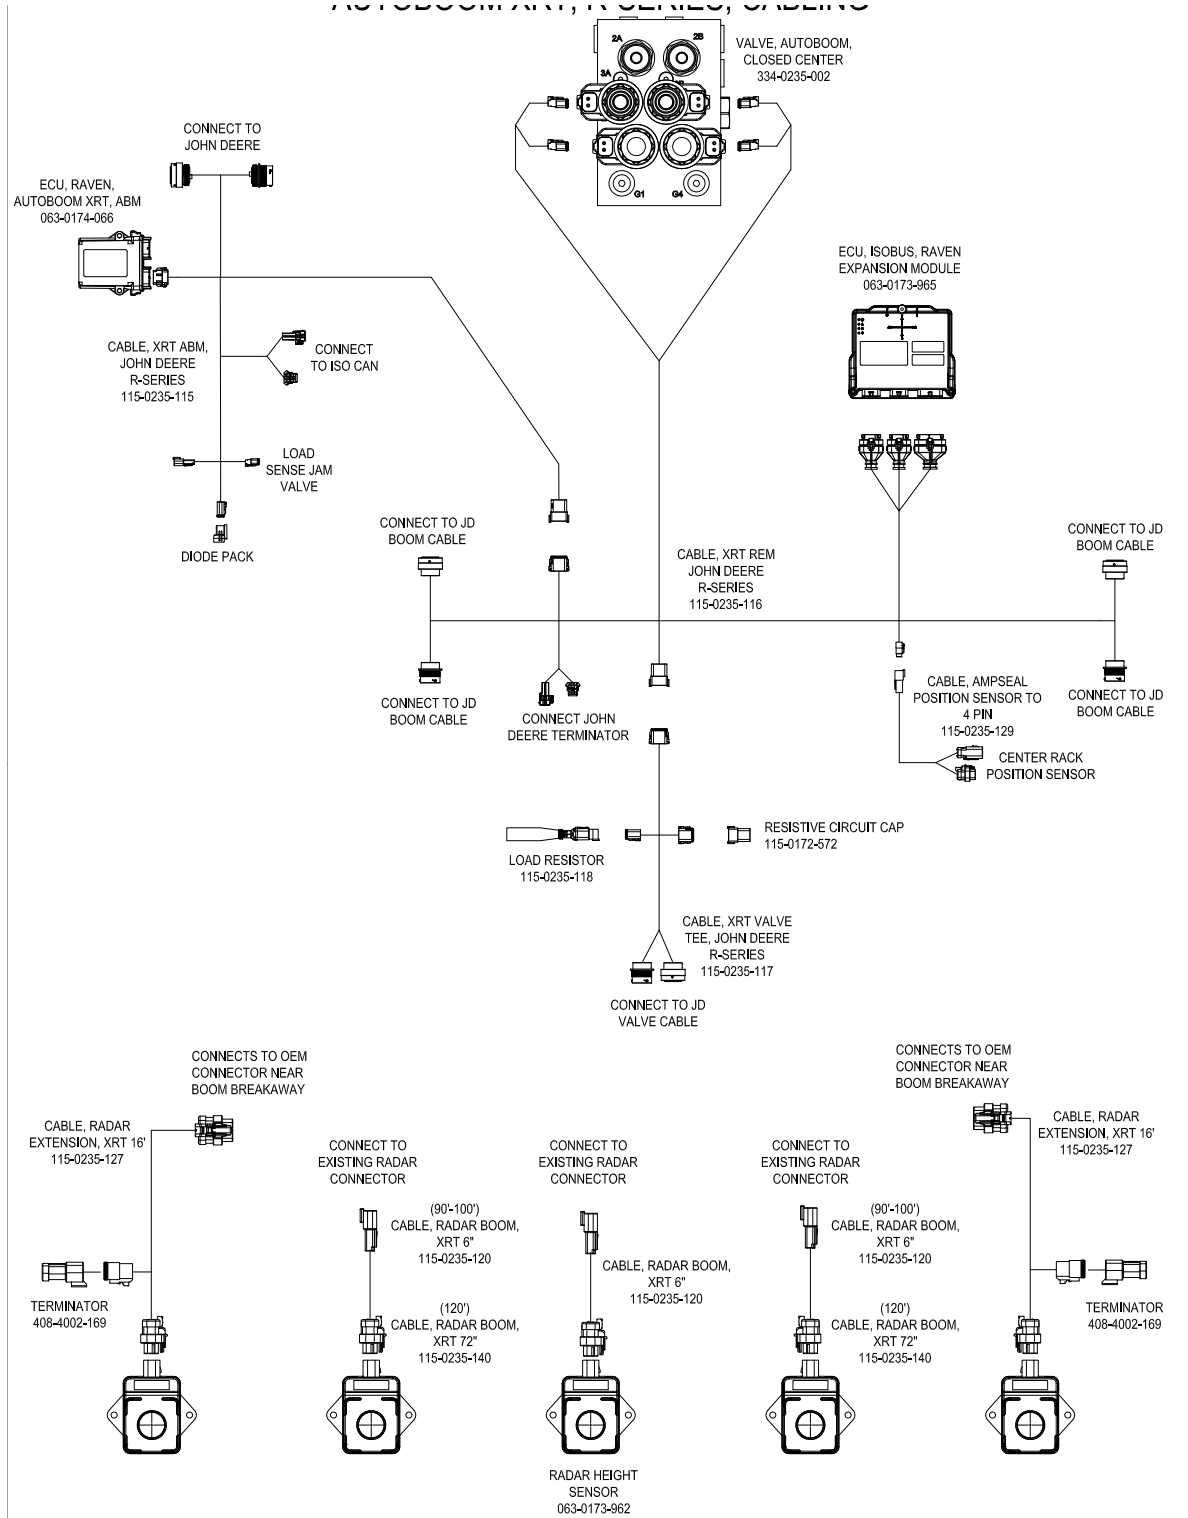 AUTOBOOM XRT, R-SERIES, CABLING
2A
2B
3A
G1
G4
VALVE, AUTOBOOM,
CLOSED CENTER
334-0235-002
CONNECT TO
JOHN DEERE
ECU, RAVEN,
AUTOBOOM XRT, ABM
063-0174-066
ECU, ISOBUS, RAVEN
EXPANSION MODULE
063-0173-965
CABLE, XRT ABM,
JOHN DEERE
R-SERIES
115-0235-115
CONNECT
TO ISO CAN
LOAD
SENSE JAM
VALVE
DIODE PACK
CONNECT TO JD
BOOM CABLE
CABLE, XRT REM
JOHN DEERE
R-SERIES
115-0235-116
CONNECT TO JD
BOOM CABLE
CONNECT TO JD
BOOM CABLE
CONNECT JOHN
DEERE TERMINATOR
CABLE, AMPSEAL
POSITION SENSOR TO
4 PIN
115-0235-129
CONNECT TO JD
BOOM CABLE
CENTER RACK
POSITION SENSOR
LOAD RESISTOR
115-0235-118
RESISTIVE CIRCUIT CAP
115-0172-572
CABLE, XRT VALVE
TEE, JOHN DEERE
R-SERIES
115-0235-117
CONNECT TO JD
VALVE CABLE
CONNECTS TO OEM
CONNECTOR NEAR
BOOM BREAKAWAY
CONNECTS TO OEM
CONNECTOR NEAR
BOOM BREAKAWAY
CABLE, RADAR
EXTENSION, XRT 16'
115-0235-127
CONNECT TO
EXISTING RADAR
CONNECTOR
CONNECT TO
EXISTING RADAR
CONNECTOR
CONNECT TO
EXISTING RADAR
CONNECTOR
CABLE, RADAR
EXTENSION, XRT 16'
115-0235-127
(90'-100')
CABLE, RADAR BOOM,
XRT 6"
115-0235-120
CABLE, RADAR BOOM,
XRT 6"
115-0235-120
(90'-100')
CABLE, RADAR BOOM,
XRT 6"
115-0235-120
TERMINATOR
408-4002-169
(120')
CABLE, RADAR BOOM,
XRT 72"
115-0235-140
(120')
CABLE, RADAR BOOM,
XRT 72"
115-0235-140
TERMINATOR
408-4002-169
RADAR HEIGHT
SENSOR
063-0173-962